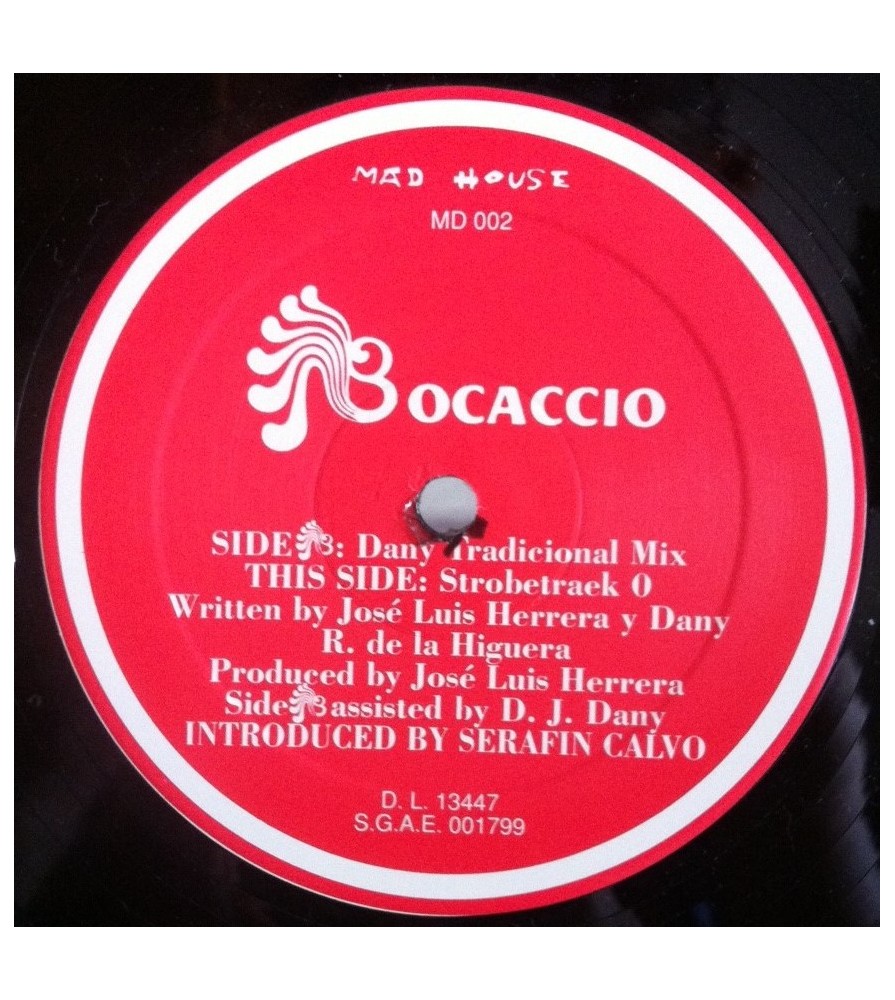 MAD HOUSE
MD 002
BOCACCIO
SIDE B: Dany Tradicional Mix
THIS SIDE: Strobetraek 0
Written by José Luis Herrera y Dany
R. de la Higuera
Produced by José Luis Herrera
Side B assisted by D. J. Dany
INTRODUCED BY SERAFIN CALVO
D. L. 13447
S.G.A.E. 001799